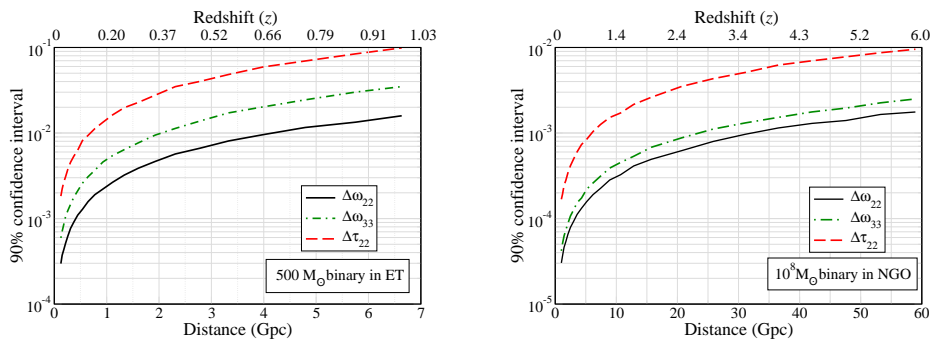 Redshift (z)
0 0.20 0.37 0.52 0.66 0.79 0.91 1.03
10⁻¹
10⁻²
10⁻³
10⁻⁴
90% confidence interval
Δω₂₂
Δω₃₃
Δτ₂₂
500 M⊙ binary in ET
0 1 2 3 4 5 6 7
Distance (Gpc)
Redshift (z)
0 1.4 2.4 3.4 4.3 5.2 6.0
10⁻²
10⁻³
10⁻⁴
10⁻⁵
90% confidence interval
Δω₂₂
Δω₃₃
Δτ₂₂
10⁸M⊙ binary in NGO
0 10 20 30 40 50 60
Distance (Gpc)